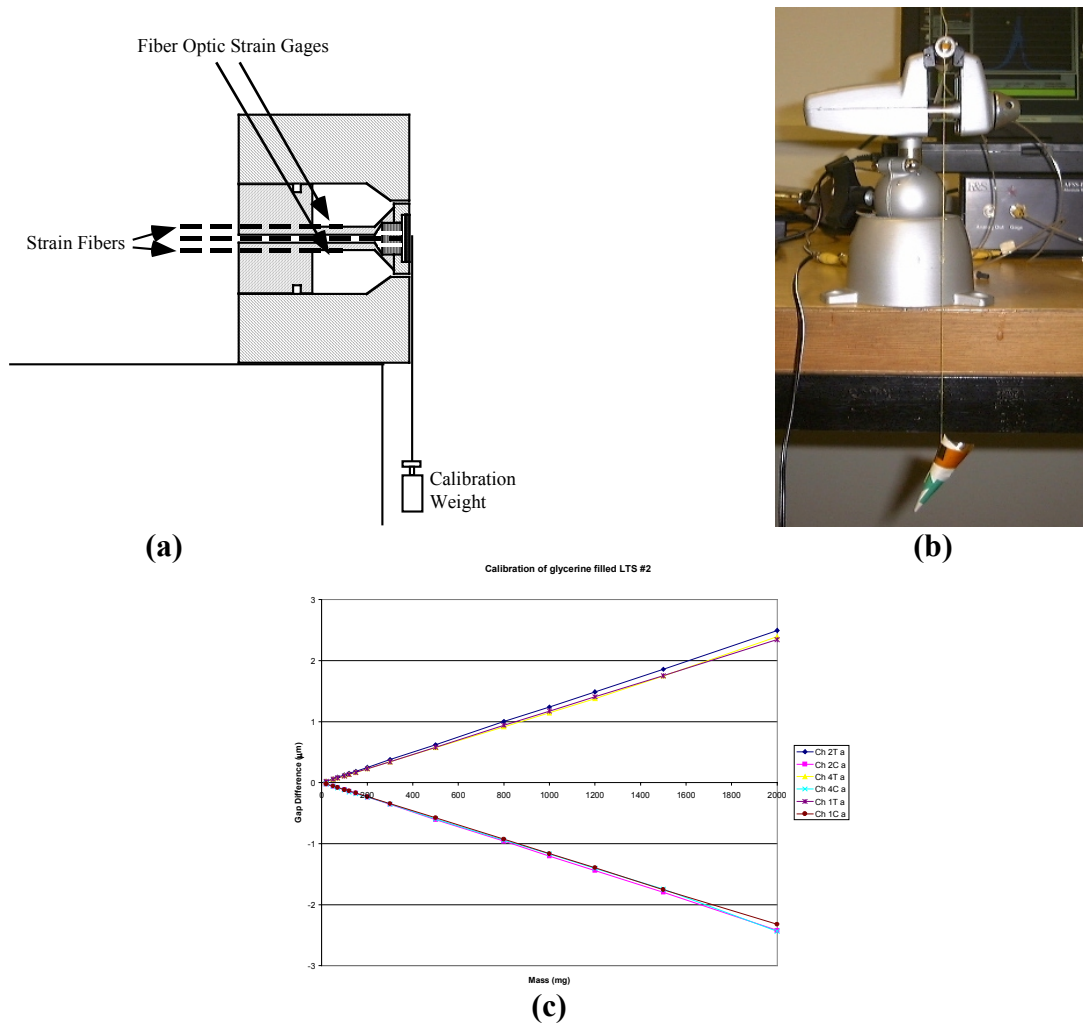 Fiber Optic Strain Gages
Strain Fibers
Calibration
Weight
(a)
(b)
Calibration of glycerine filled LTS #2
Gap Difference (µm)
3
2
1
0
-1
-2
-3
0 200 400 600 800 1000 1200 1400 1600 1800 2000
Mass (mg)
Ch 2T a
Ch 2C a
Ch 4T a
Ch 4C a
Ch 1T a
Ch 1C a
(c)